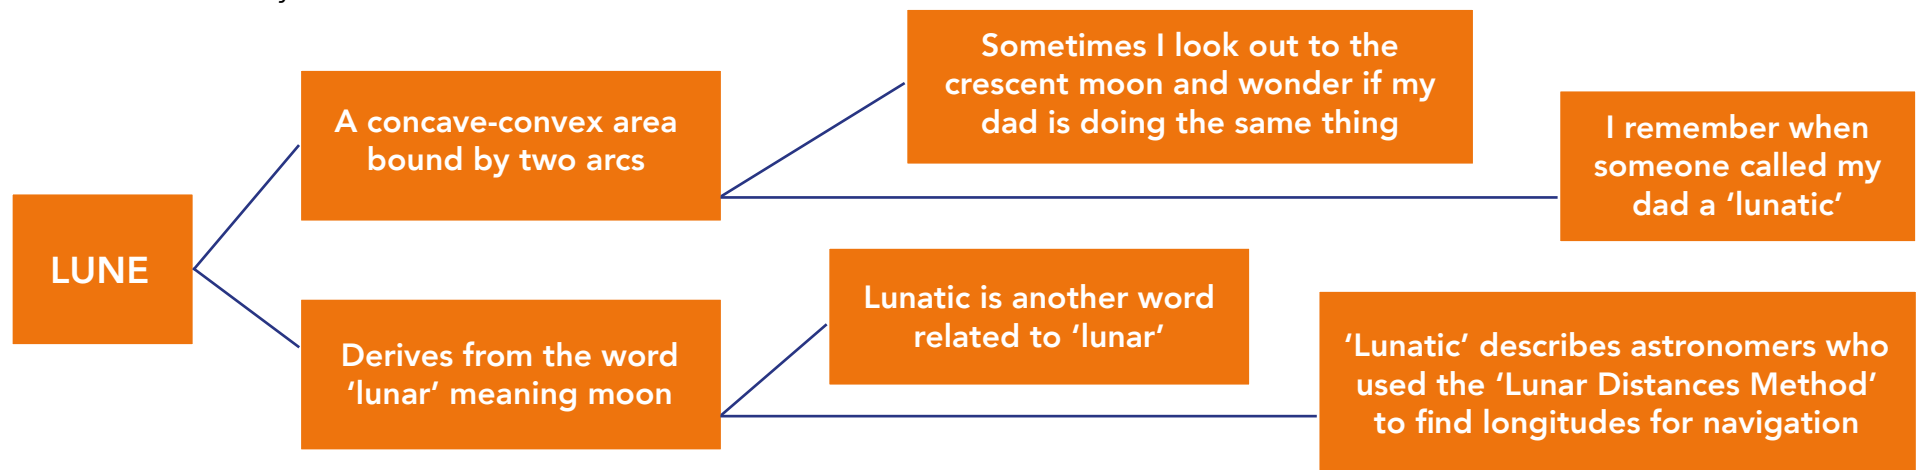 LUNE
A concave-convex area
bound by two arcs
Sometimes I look out to the
crescent moon and wonder if my
dad is doing the same thing
I remember when
someone called my
dad a ‘lunatic’
Derives from the word
‘lunar’ meaning moon
Lunatic is another word
related to ‘lunar’
‘Lunatic’ describes astronomers who
used the ‘Lunar Distances Method’
to find longitudes for navigation